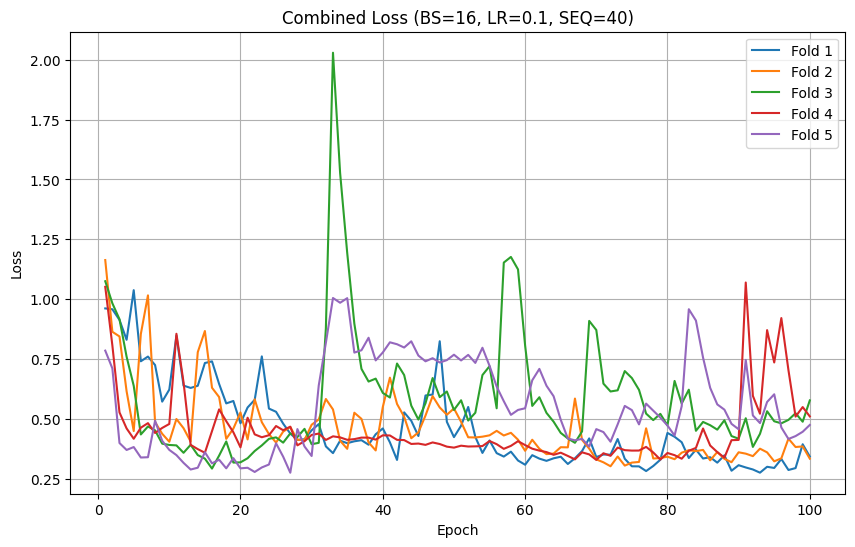 Combined Loss (BS=16, LR=0.1, SEQ=40)
Fold 1
Fold 2
Fold 3
Fold 4
Fold 5
Loss
2.00
1.75
1.50
1.25
1.00
0.75
0.50
0.25
0 20 40 60 80 100
Epoch